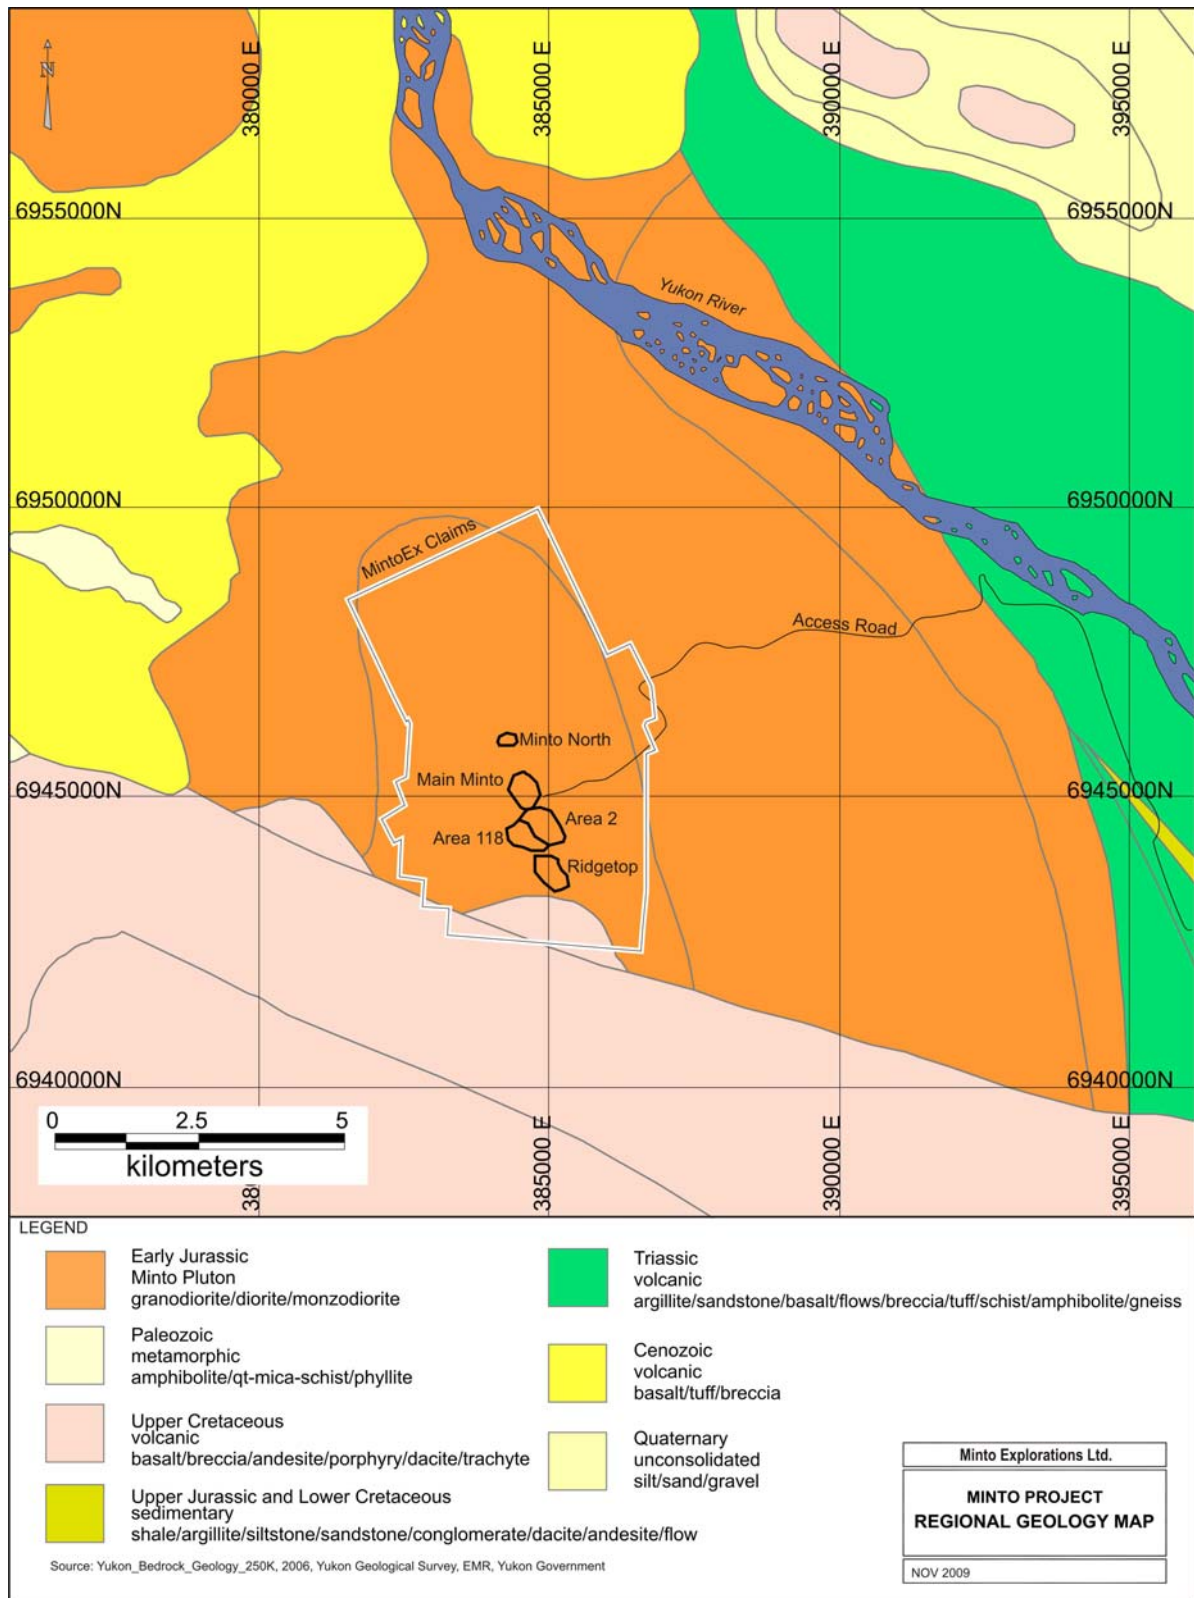 N
380000 E
385000 E
390000 E
395000 E
6955000N
6955000N
Yukon River
6950000N
6950000N
MintoEx Claims
Access Road
Minto North
Main Minto
6945000N
6945000N
Area 2
Area 118
Ridgetop
6940000N
6940000N
0 2.5 5
kilometers
385000 E
390000 E
395000 E
LEGEND
Early Jurassic
Minto Pluton
granodiorite/diorite/monzodiorite
Paleozoic
metamorphic
amphibolite/qt-mica-schist/phyllite
Upper Cretaceous
volcanic
basalt/breccia/andesite/porphyry/dacite/trachyte
Upper Jurassic and Lower Cretaceous
sedimentary
shale/argillite/siltstone/sandstone/conglomerate/dacite/andesite/flow
Triassic
volcanic
argillite/sandstone/basalt/flows/breccia/tuff/schist/amphibolite/gneiss
Cenozoic
volcanic
basalt/tuff/breccia
Quaternary
unconsolidated
silt/sand/gravel
Source: Yukon_Bedrock_Geology_250K, 2006, Yukon Geological Survey, EMR, Yukon Government
Minto Explorations Ltd.
MINTO PROJECT
REGIONAL GEOLOGY MAP
NOV 2009